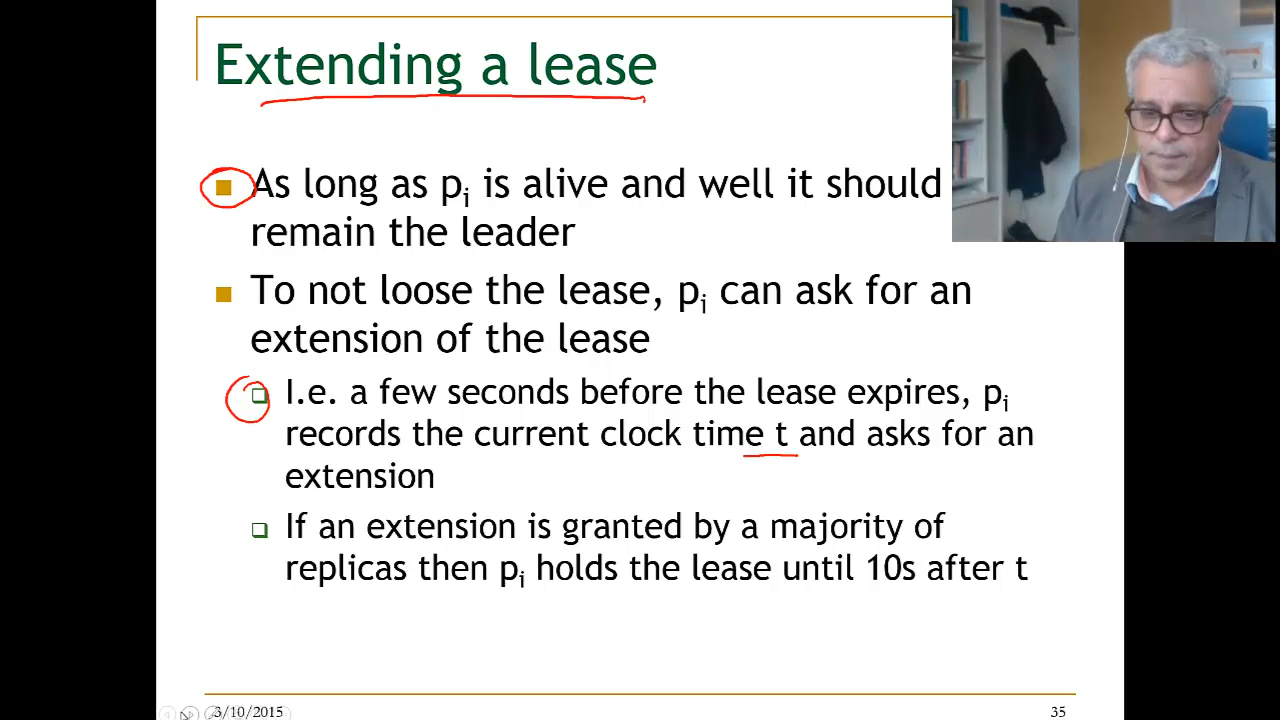 Extending a lease
As long as pi is alive and well it should
remain the leader
To not loose the lease, pi can ask for an
extension of the lease
I.e. a few seconds before the lease expires, pi
records the current clock time t and asks for an
extension
If an extension is granted by a majority of
replicas then pi holds the lease until 10s after t
3/10/2015
35